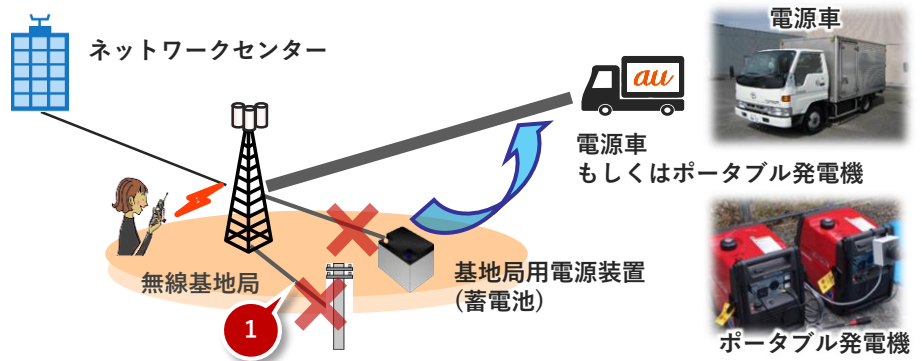 ネットワークセンター
電源車
au
電源車
もしくはポータブル発電機
無線基地局
基地局用電源装置
(蓄電池)
1
ポータブル発電機